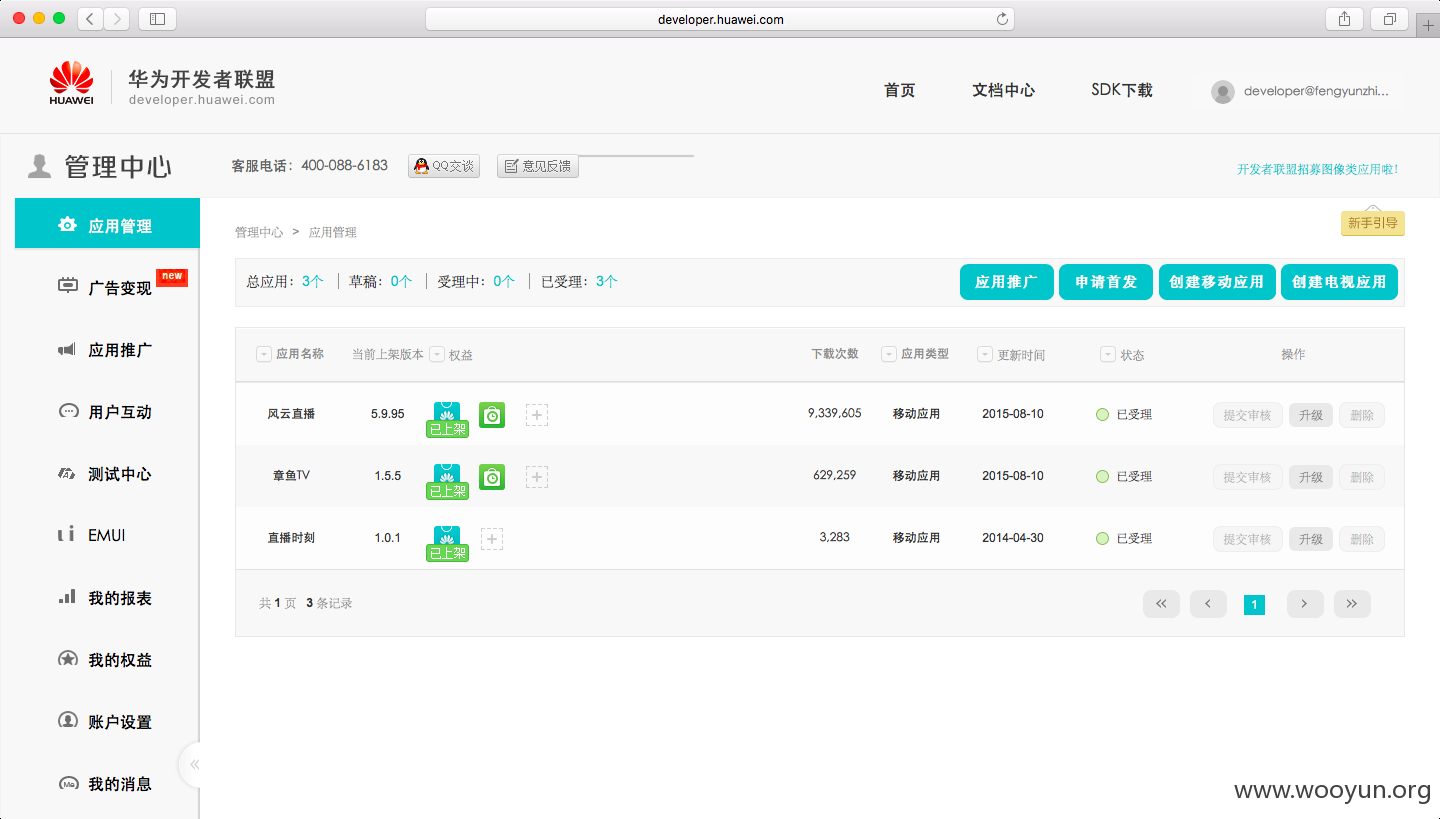 developer.huawei.com
HUAWEI
华为开发者联盟
developer.huawei.com
首页 文档中心 SDK下载 developer@fengyunzhi...
管理中心 客服电话：400-088-6183 QQ交谈 意见反馈
开发者联盟招募图像类应用啦！
应用管理
广告变现 new
应用推广
用户互动
测试中心
EMUI
我的报表
我的权益
账户设置
我的消息
新手引导
管理中心 > 应用管理
总应用：3个 草稿：0个 受理中：0个 已受理：3个 应用推广 申请首发 创建移动应用 创建电视应用
应用名称 当前上架版本 权益 下载次数 应用类型 更新时间 状态 操作
风云直播 5.9.95 已上架 9,339,605 移动应用 2015-08-10 已受理 提交审核 升级 删除
章鱼TV 1.5.5 已上架 629,259 移动应用 2015-08-10 已受理 提交审核 升级 删除
直播时刻 1.0.1 已上架 3,283 移动应用 2014-04-30 已受理 提交审核 升级 删除
共 1 页 3 条记录 « ‹ 1 › »
www.wooyun.org